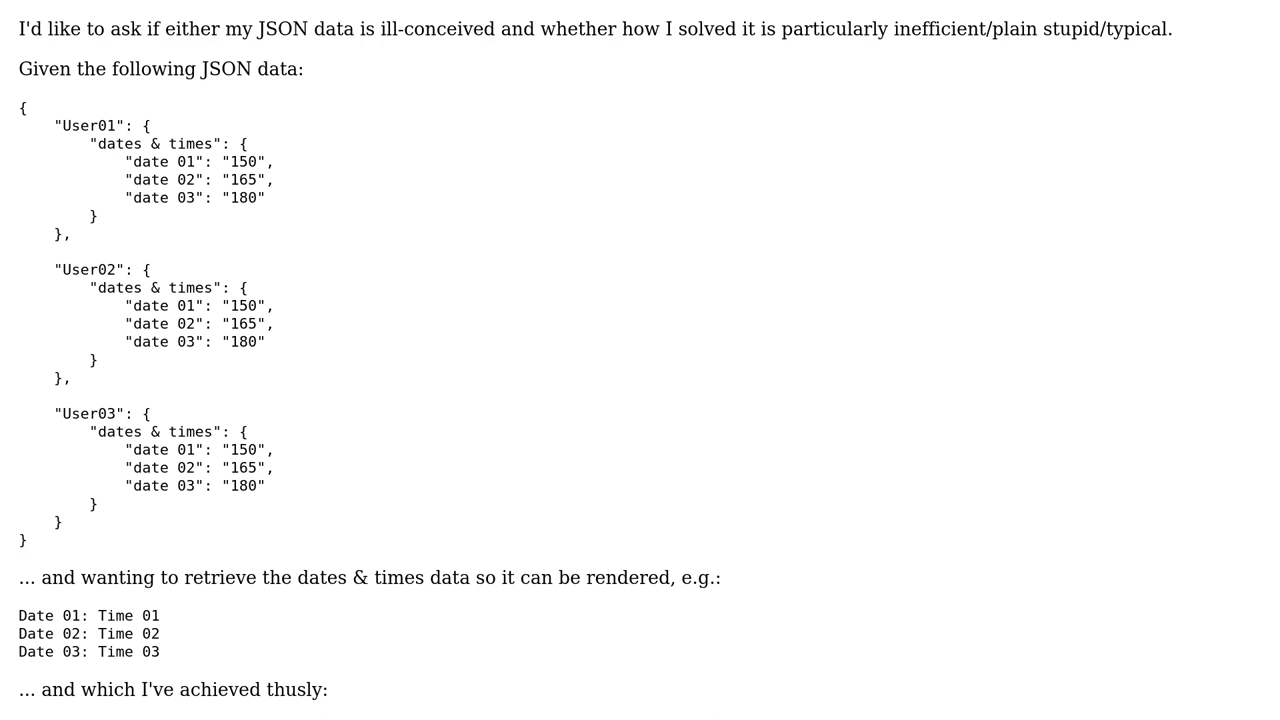 I'd like to ask if either my JSON data is ill-conceived and whether how I solved it is particularly inefficient/plain stupid/typical.
Given the following JSON data:
{
    "User01": {
        "dates & times": {
            "date 01": "150",
            "date 02": "165",
            "date 03": "180"
        }
    },

    "User02": {
        "dates & times": {
            "date 01": "150",
            "date 02": "165",
            "date 03": "180"
        }
    },

    "User03": {
        "dates & times": {
            "date 01": "150",
            "date 02": "165",
            "date 03": "180"
        }
    }
}
... and wanting to retrieve the dates & times data so it can be rendered, e.g.:
Date 01: Time 01
Date 02: Time 02
Date 03: Time 03
... and which I've achieved thusly: